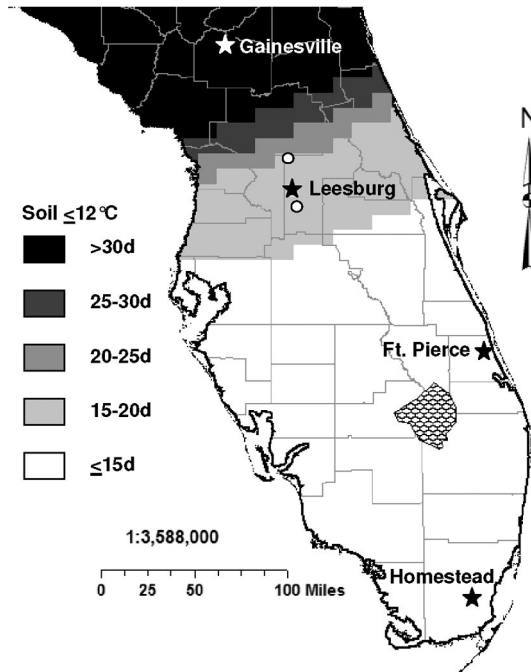 Gainesville
N
Leesburg
Soil ≤12°C
>30d
25-30d
20-25d
15-20d
≤15d
Ft. Pierce
1:3,588,000
Homestead
0 25 50 100 Miles